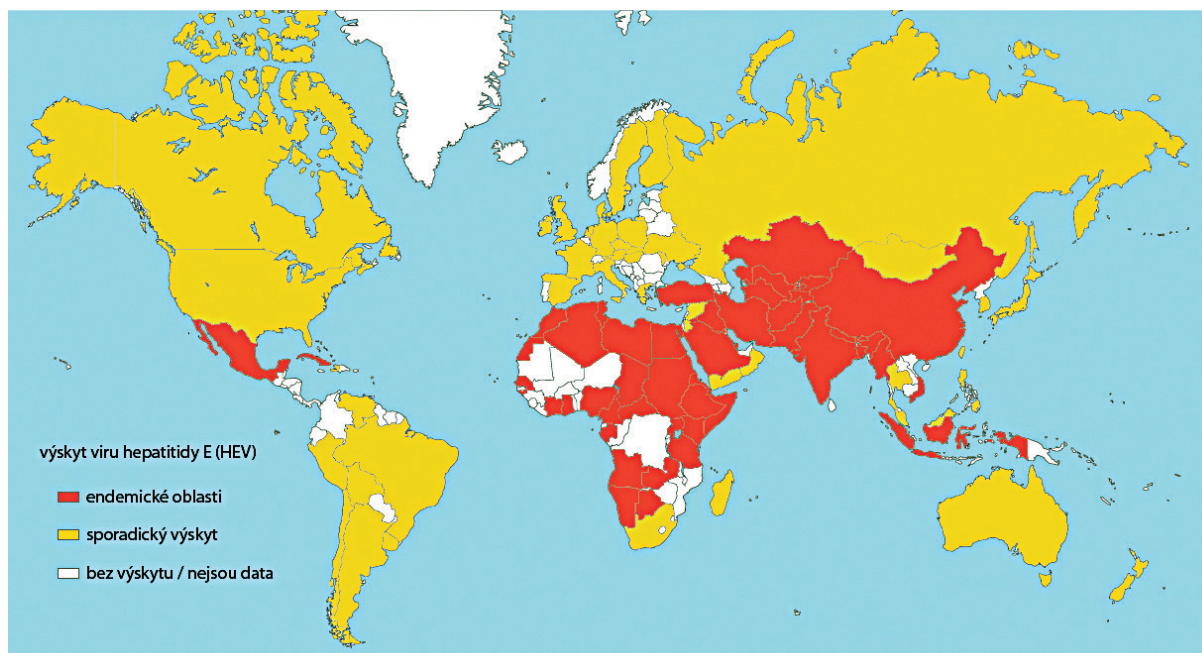 výskyt viru hepatitidy E (HEV)
endemické oblasti
sporadický výskyt
bez výskytu / nejsou data